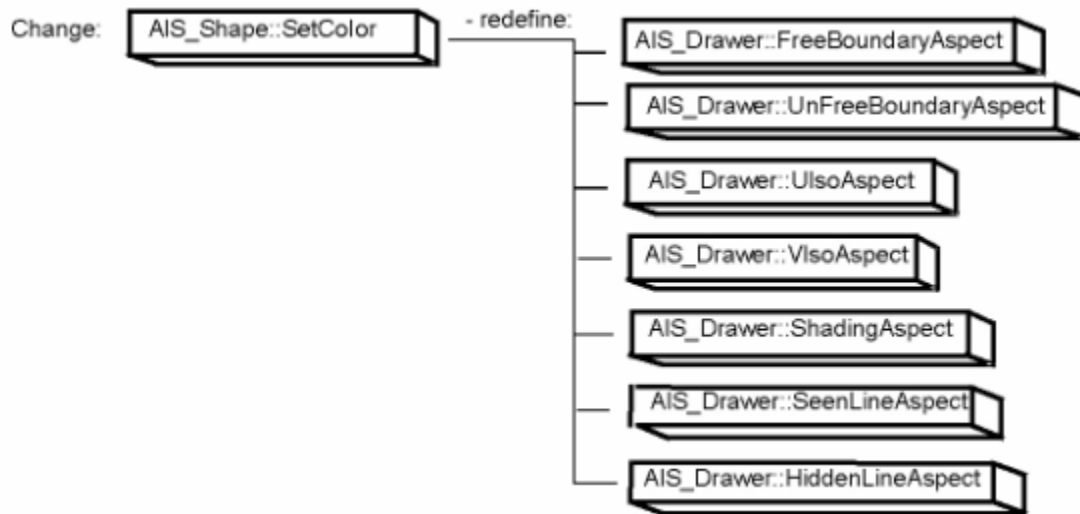 Change:
AIS_Shape::SetColor
- redefine:
AIS_Drawer::FreeBoundaryAspect
AIS_Drawer::UnFreeBoundaryAspect
AIS_Drawer::UIsoAspect
AIS_Drawer::VIsoAspect
AIS_Drawer::ShadingAspect
AIS_Drawer::SeenLineAspect
AIS_Drawer::HiddenLineAspect